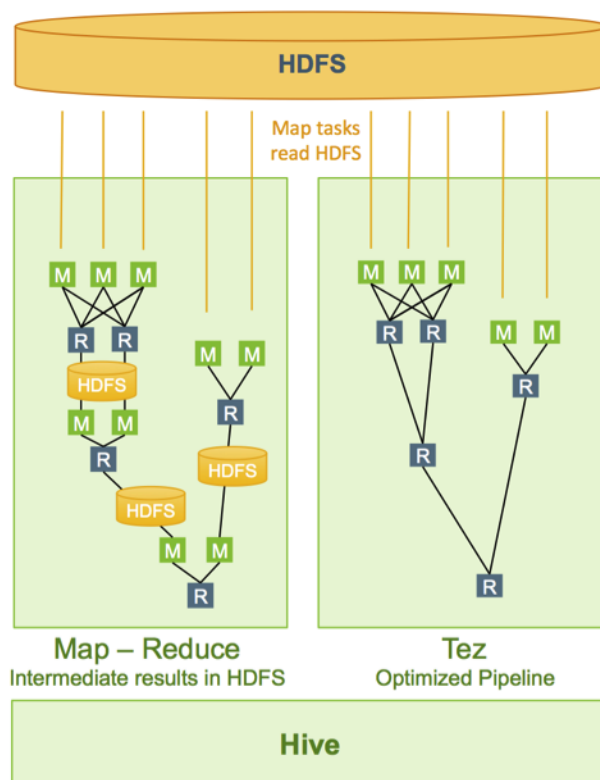 HDFS
Map tasks
read HDFS
M M M
R R
HDFS
M M
R
HDFS
M M
R
HDFS
M M
R
M M M
R R
M M
R
R
R
Map – Reduce
Intermediate results in HDFS
Tez
Optimized Pipeline
Hive